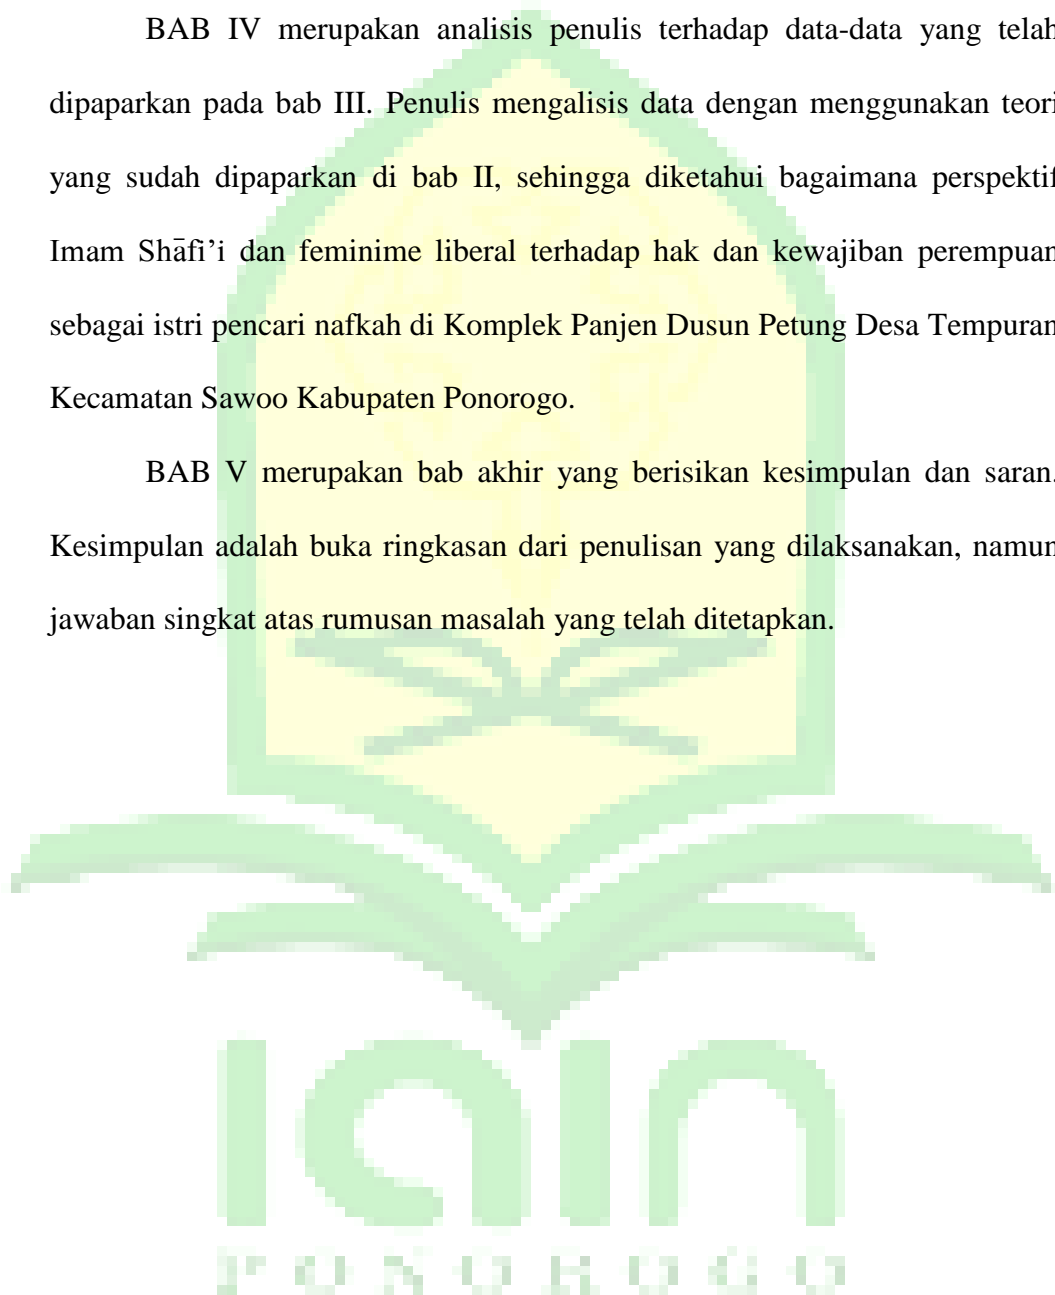 BAB IV merupakan analisis penulis terhadap data-data yang telah
dipaparkan pada bab III. Penulis mengalisis data dengan menggunakan teori
yang sudah dipaparkan di bab II, sehingga diketahui bagaimana perspektif
Imam Shāfi’i dan feminime liberal terhadap hak dan kewajiban perempuan
sebagai istri pencari nafkah di Komplek Panjen Dusun Petung Desa Tempuran
Kecamatan Sawoo Kabupaten Ponorogo.
BAB V merupakan bab akhir yang berisikan kesimpulan dan saran.
Kesimpulan adalah buka ringkasan dari penulisan yang dilaksanakan, namun
jawaban singkat atas rumusan masalah yang telah ditetapkan.
iain
PONOROGO